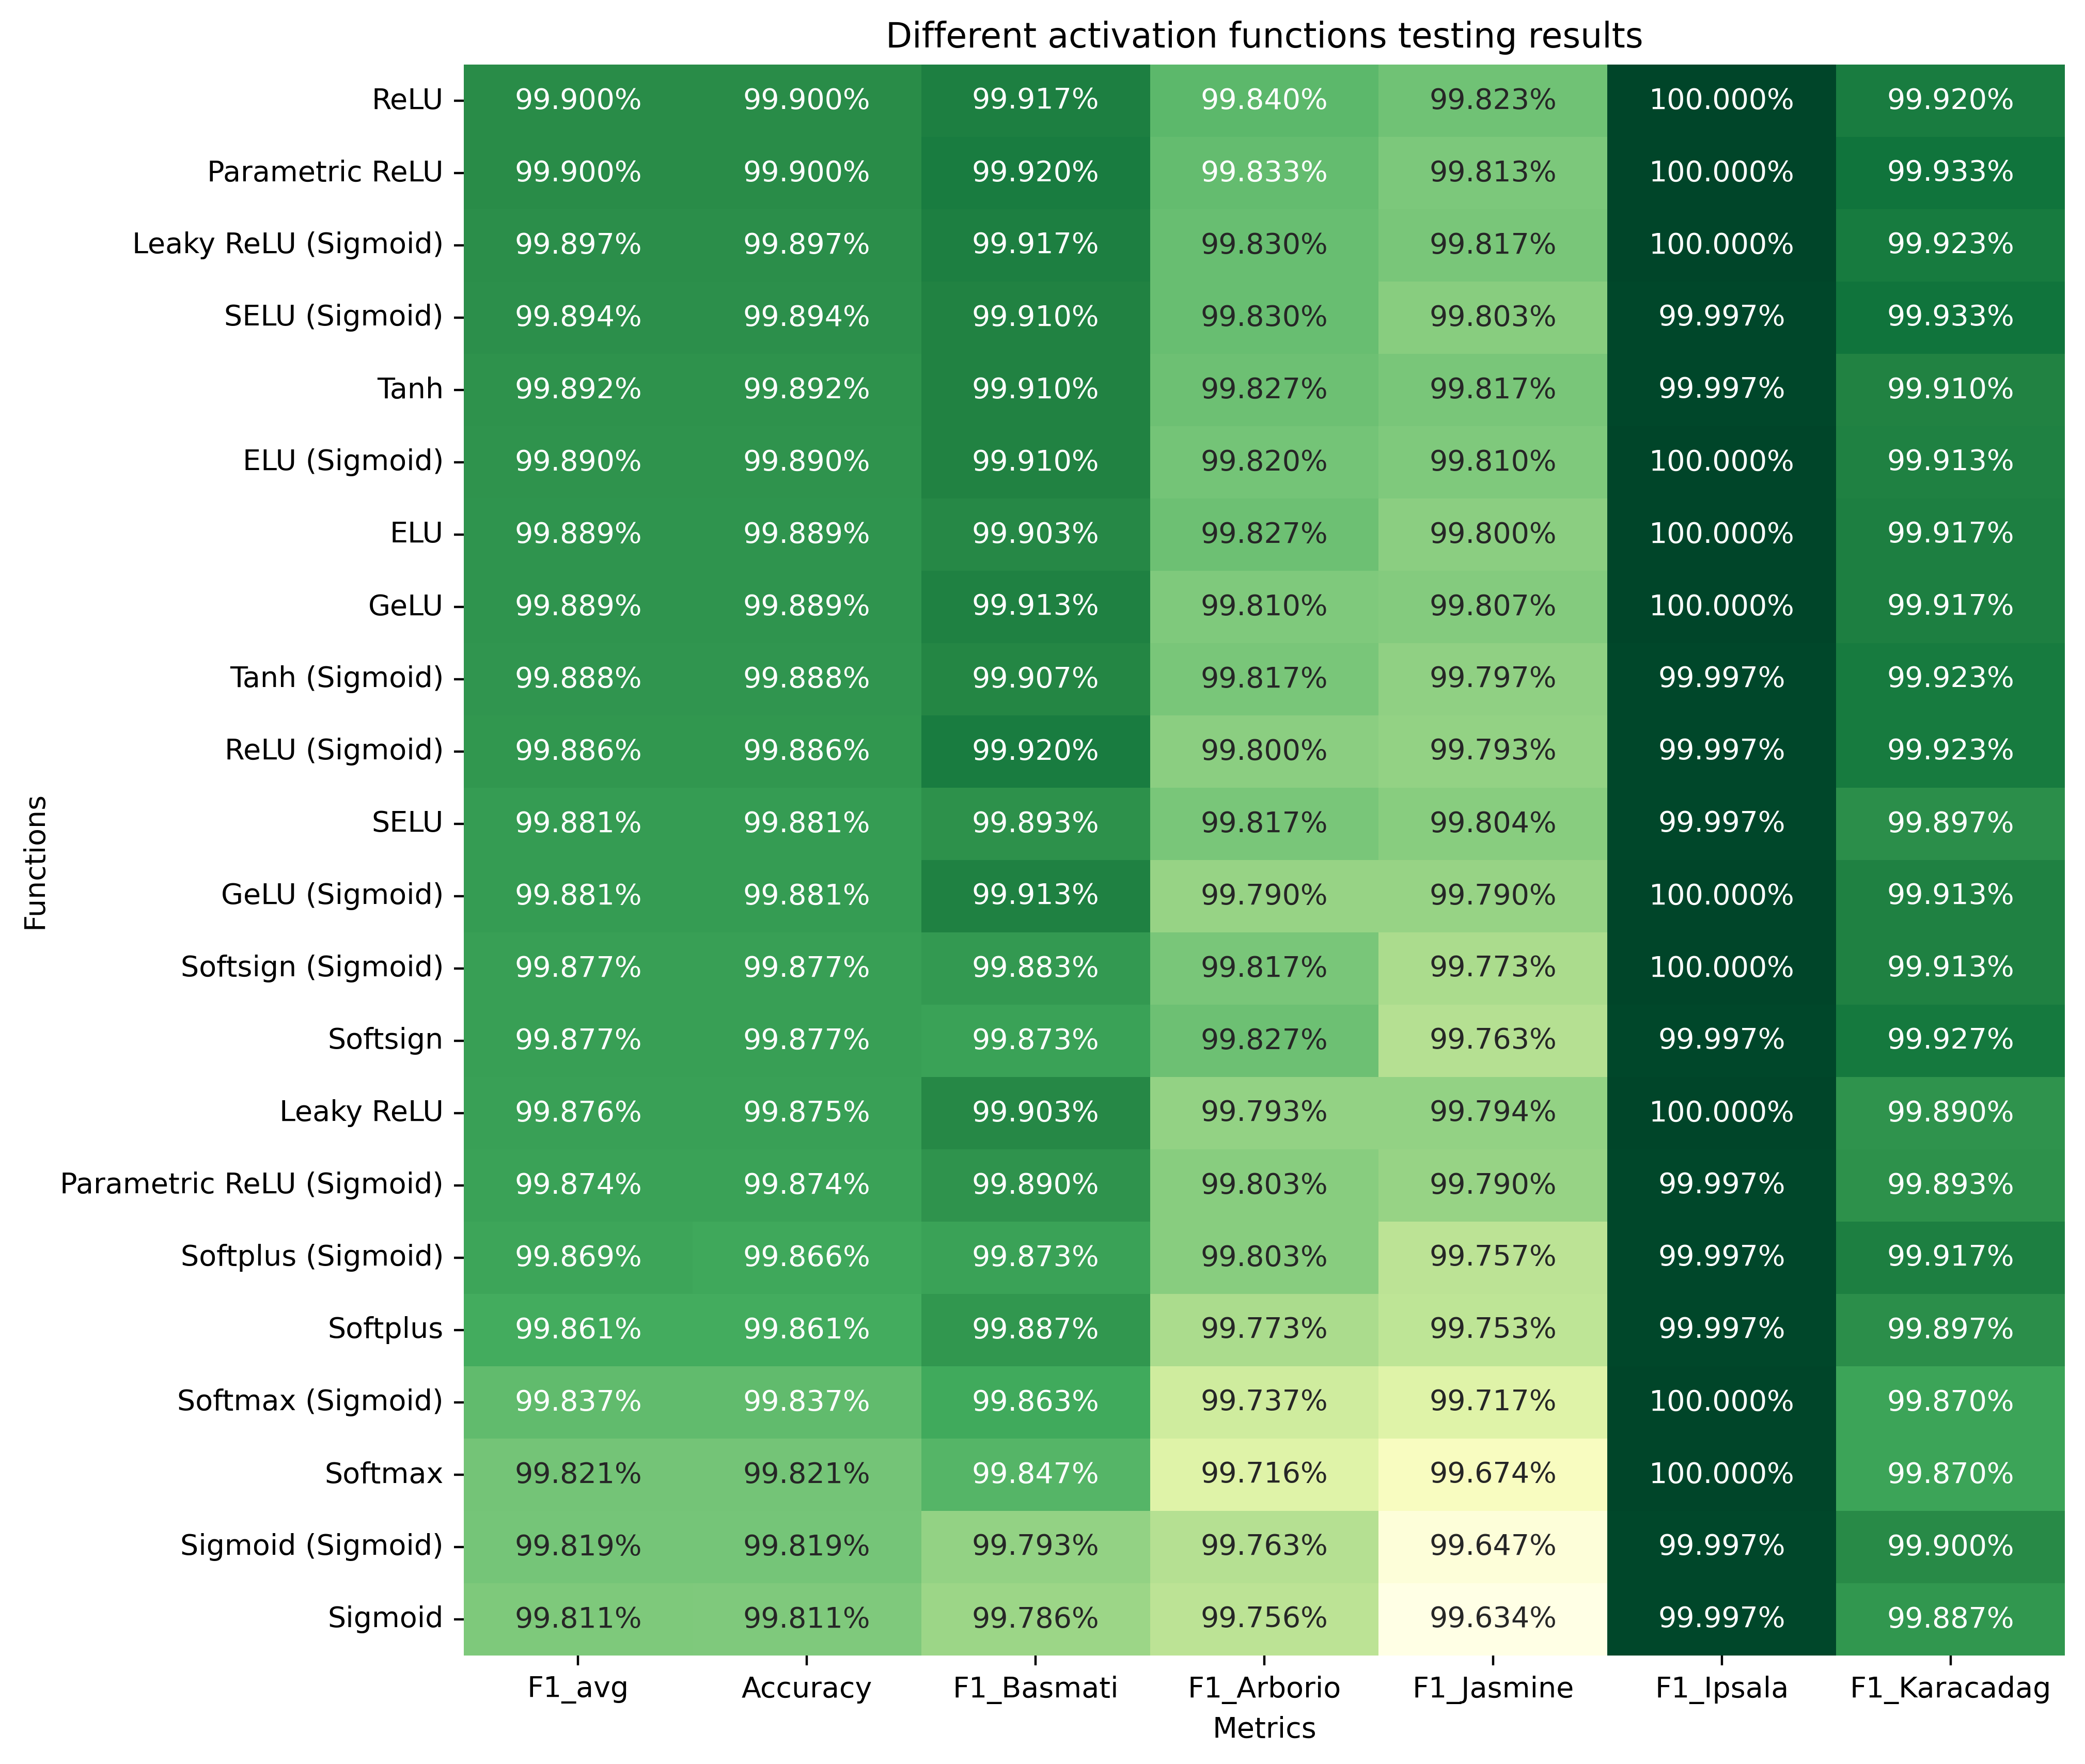 Different activation functions testing results
ReLU 99.900% 99.900% 99.917% 99.840% 99.823% 100.000% 99.920%
Parametric ReLU 99.900% 99.900% 99.920% 99.833% 99.813% 100.000% 99.933%
Leaky ReLU (Sigmoid) 99.897% 99.897% 99.917% 99.830% 99.817% 100.000% 99.923%
SELU (Sigmoid) 99.894% 99.894% 99.910% 99.830% 99.803% 99.997% 99.933%
Tanh 99.892% 99.892% 99.910% 99.827% 99.817% 99.997% 99.910%
ELU (Sigmoid) 99.890% 99.890% 99.910% 99.820% 99.810% 100.000% 99.913%
ELU 99.889% 99.889% 99.903% 99.827% 99.800% 100.000% 99.917%
GeLU 99.889% 99.889% 99.913% 99.810% 99.807% 100.000% 99.917%
Tanh (Sigmoid) 99.888% 99.888% 99.907% 99.817% 99.797% 99.997% 99.923%
ReLU (Sigmoid) 99.886% 99.886% 99.920% 99.800% 99.793% 99.997% 99.923%
SELU 99.881% 99.881% 99.893% 99.817% 99.804% 99.997% 99.897%
GeLU (Sigmoid) 99.881% 99.881% 99.913% 99.790% 99.790% 100.000% 99.913%
Softsign (Sigmoid) 99.877% 99.877% 99.883% 99.817% 99.773% 100.000% 99.913%
Softsign 99.877% 99.877% 99.873% 99.827% 99.763% 99.997% 99.927%
Leaky ReLU 99.876% 99.875% 99.903% 99.793% 99.794% 100.000% 99.890%
Parametric ReLU (Sigmoid) 99.874% 99.874% 99.890% 99.803% 99.790% 99.997% 99.893%
Softplus (Sigmoid) 99.869% 99.866% 99.873% 99.803% 99.757% 99.997% 99.917%
Softplus 99.861% 99.861% 99.887% 99.773% 99.753% 99.997% 99.897%
Softmax (Sigmoid) 99.837% 99.837% 99.863% 99.737% 99.717% 100.000% 99.870%
Softmax 99.821% 99.821% 99.847% 99.716% 99.674% 100.000% 99.870%
Sigmoid (Sigmoid) 99.819% 99.819% 99.793% 99.763% 99.647% 99.997% 99.900%
Sigmoid 99.811% 99.811% 99.786% 99.756% 99.634% 99.997% 99.887%
F1_avg Accuracy F1_Basmati F1_Arborio F1_Jasmine F1_Ipsala F1_Karacadag
Metrics
Functions